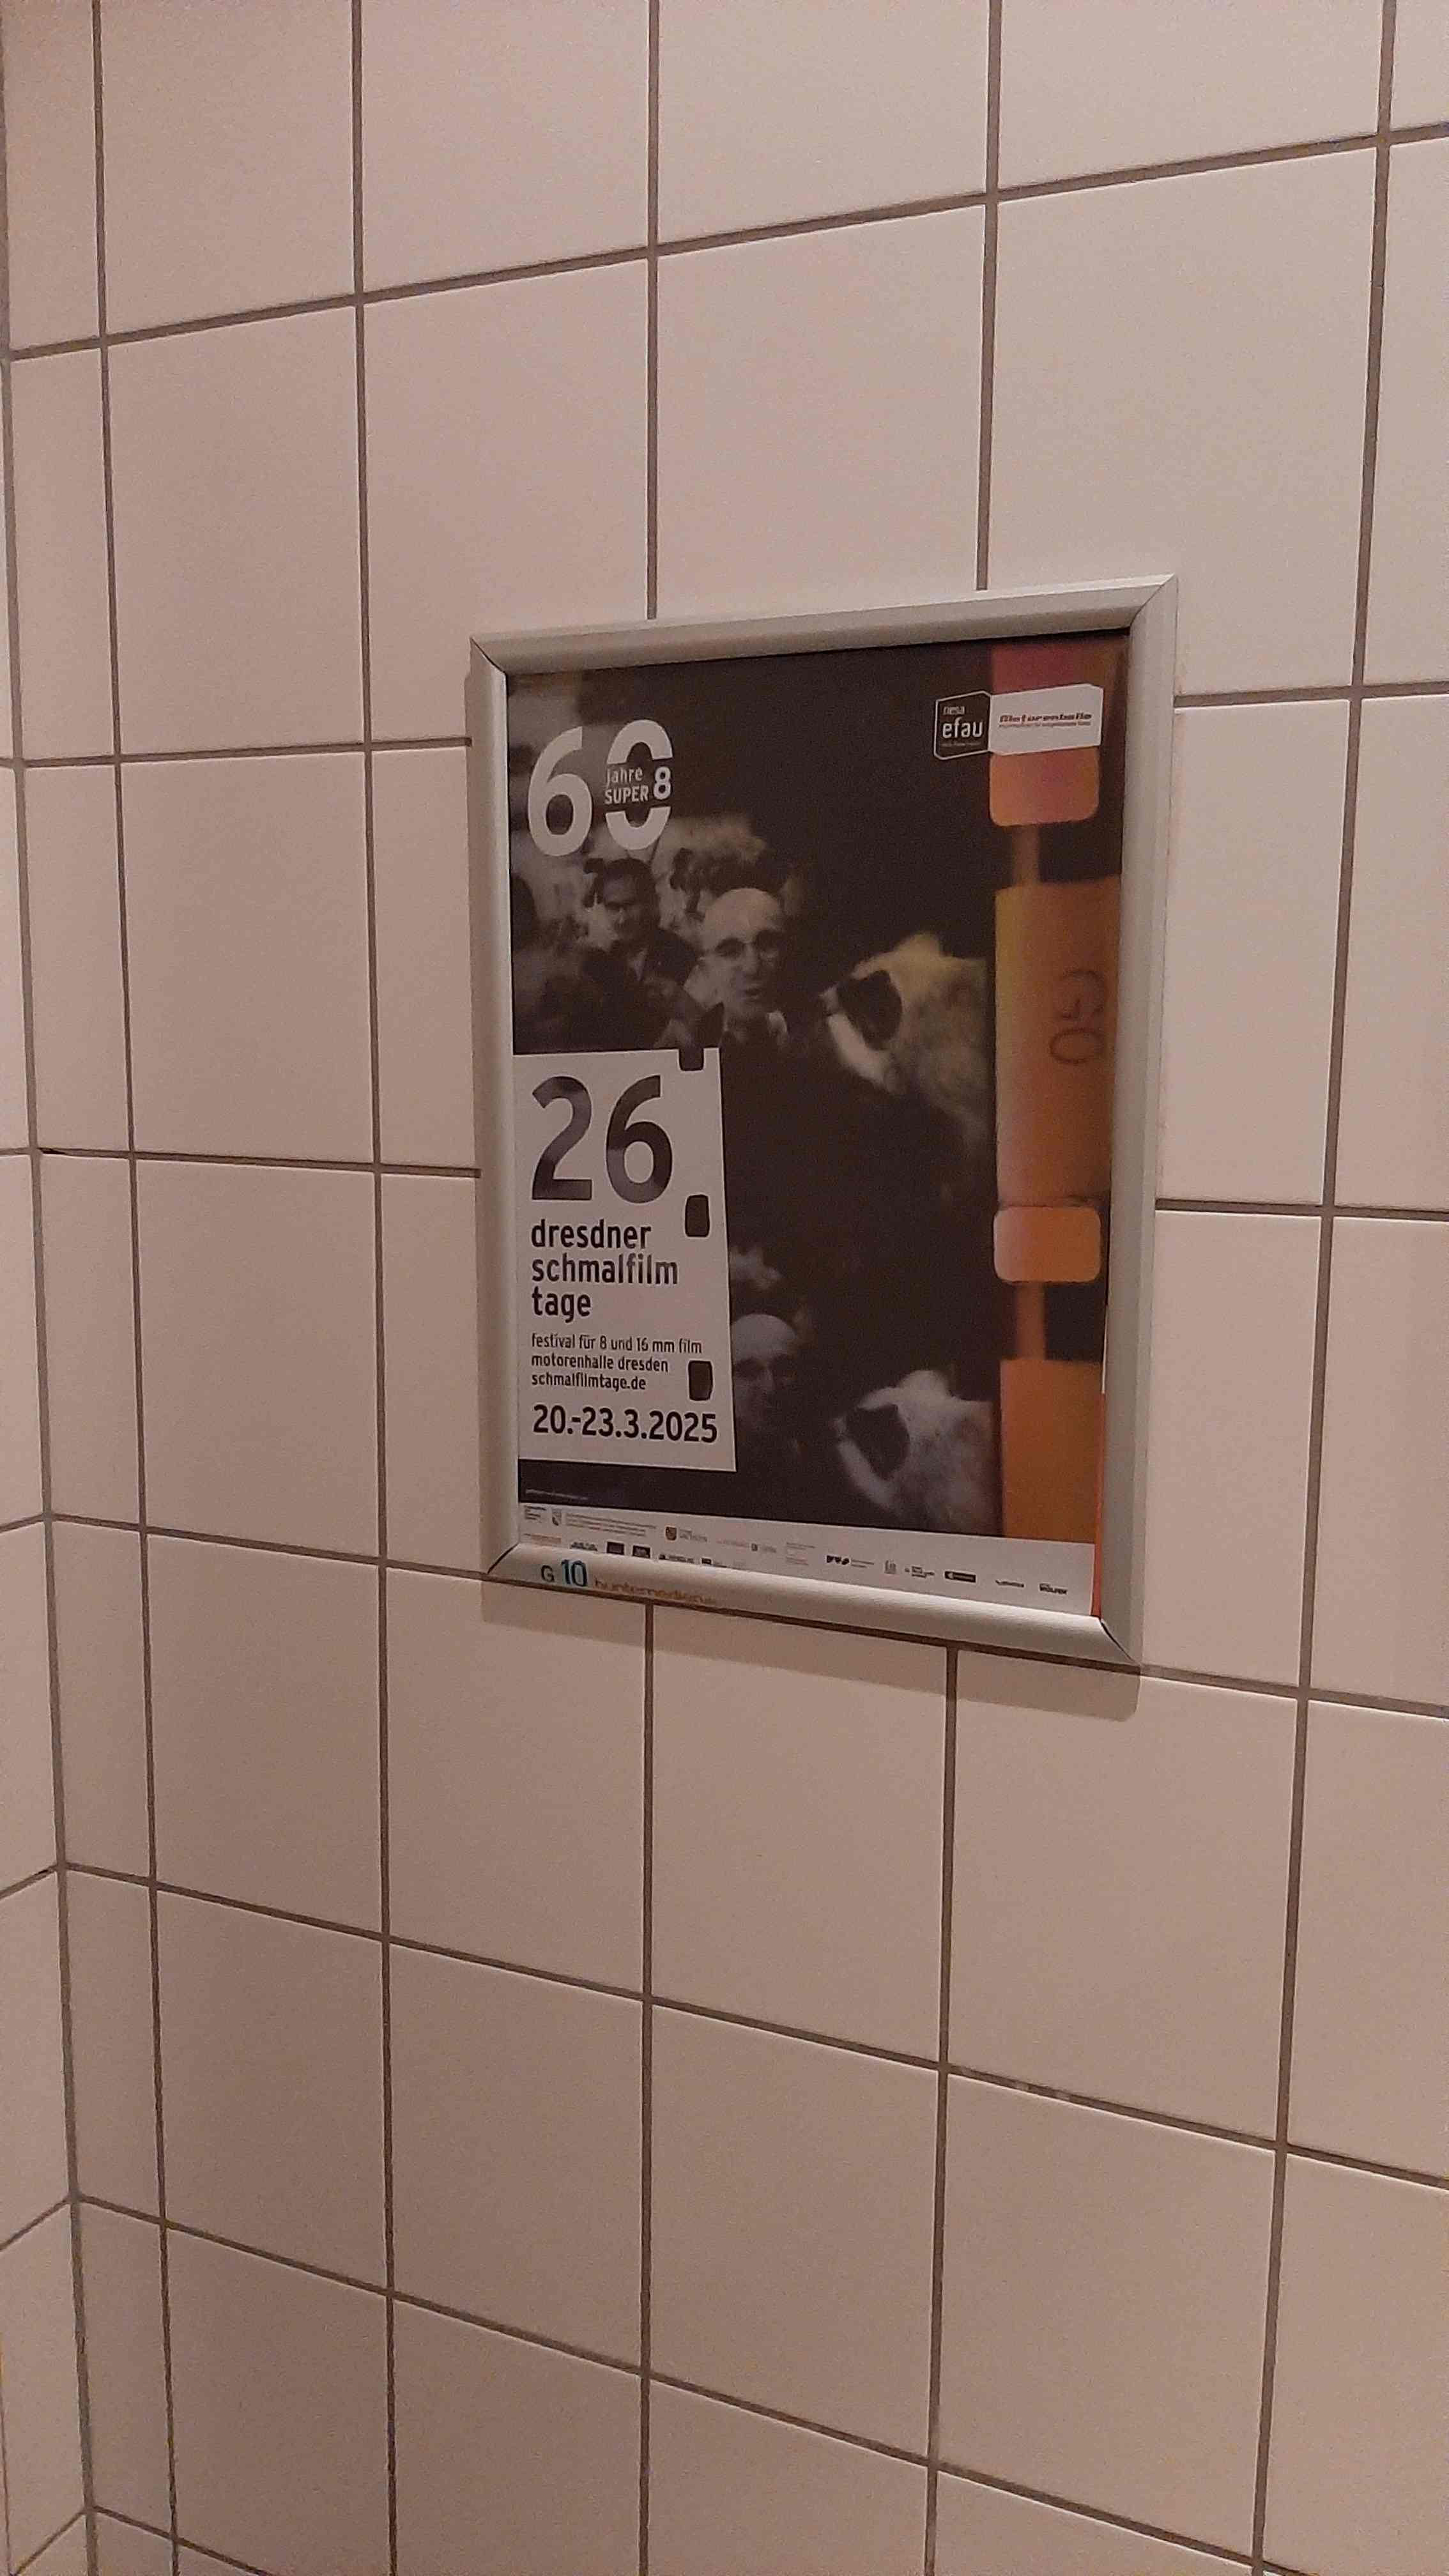 60
jahre
SUPER 8
riesa
efau
Motorenhalle
GO
26.
dresdner
schmalfilm
tage
festival für 8 und 16 mm film
motorenhalle dresden
schmalfilmtage.de
20.-23.3.2025
G 10